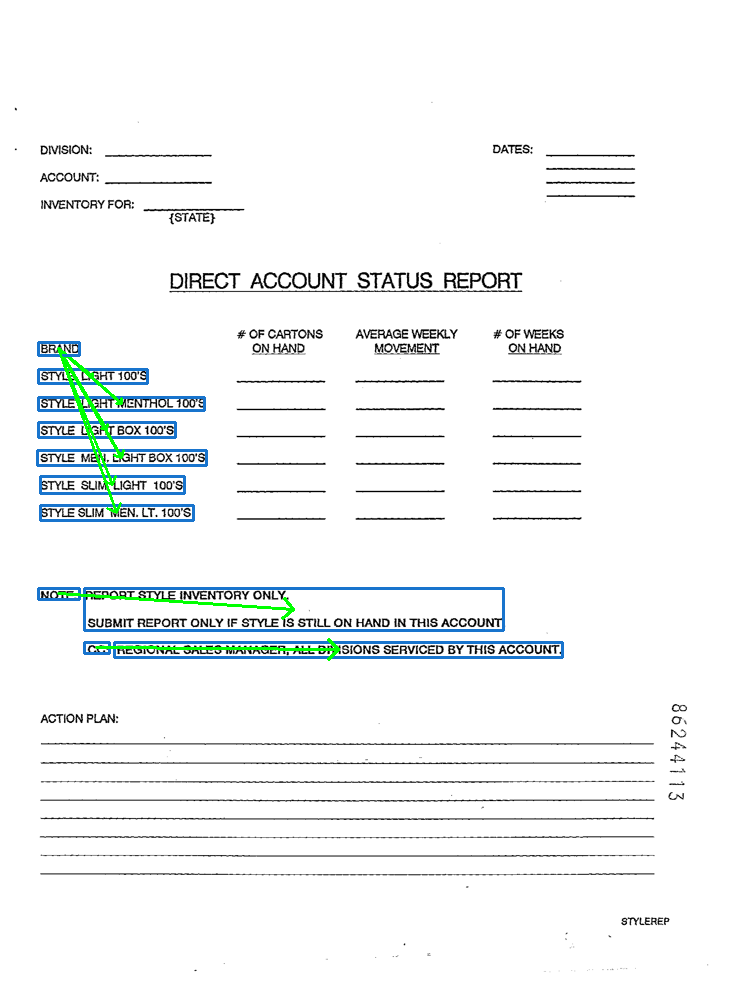 DIVISION:
DATES:
ACCOUNT:
INVENTORY FOR:
{STATE}
DIRECT ACCOUNT STATUS REPORT
# OF CARTONS AVERAGE WEEKLY # OF WEEKS
BRAND ON HAND MOVEMENT ON HAND
STYLE LIGHT 100'S
STYLE LIGHT MENTHOL 100'S
STYLE LIGHT BOX 100'S
STYLE MEN. LIGHT BOX 100'S
STYLE SLIM LIGHT 100'S
STYLE SLIM MEN. LT. 100'S
NOTE: REPORT STYLE INVENTORY ONLY.
SUBMIT REPORT ONLY IF STYLE IS STILL ON HAND IN THIS ACCOUNT
CC: REGIONAL SALES MANAGER, ALL DIVISIONS SERVICED BY THIS ACCOUNT.
ACTION PLAN:
86244113
STYLEREP